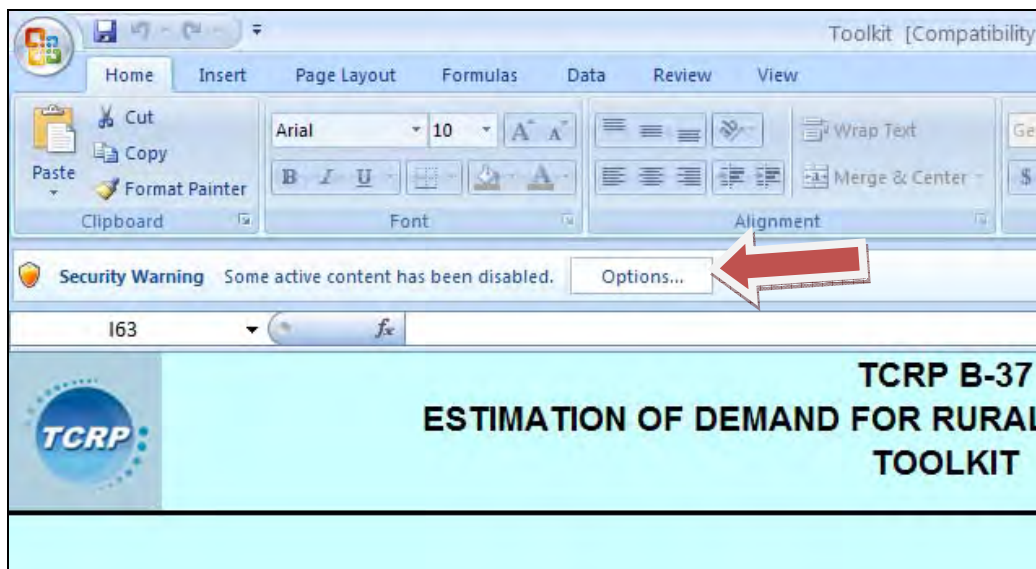 Toolkit [Compatibility
Home Insert Page Layout Formulas Data Review View
Cut
Copy
Format Painter
Paste
Clipboard
Arial 10 A A
B I U A
Font
Wrap Text
Merge & Center
Alignment
Ge
$
Security Warning Some active content has been disabled. Options...
I63 fx
TCRP
TCRP B-37
ESTIMATION OF DEMAND FOR RURAL
TOOLKIT